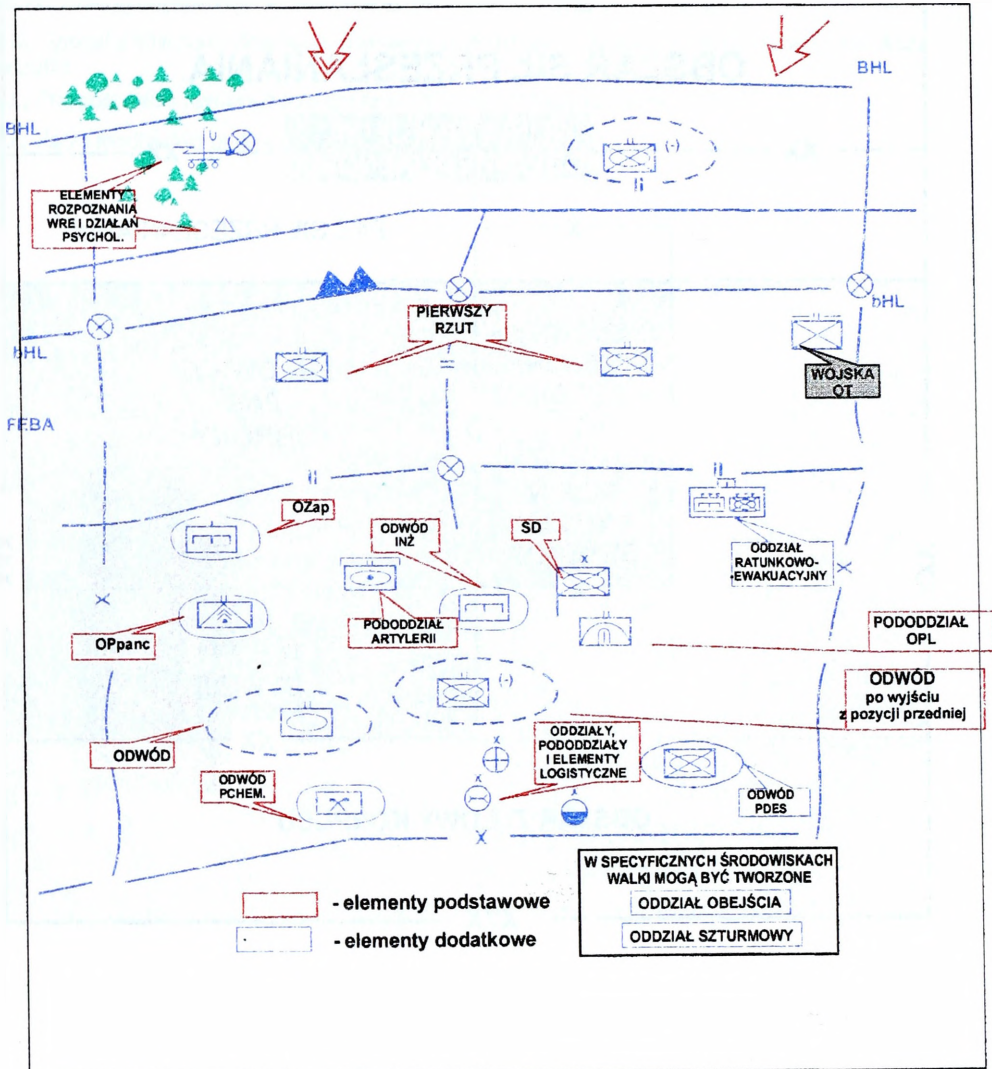 BHL
BHL
U
ELEMENTY
ROZPOZNANIA
WRE I DZIAŁAŃ
PSYCHOL.
(-)
PIERWSZY
RZUT
bHL
bHL
WOJSKA
OT
FEBA
OZap
ODWÓD
INŻ
SD
ODDZIAŁ
RATUNKOWO-
-EWAKUACYJNY
OPpanc
PODODDZIAŁ
ARTYLERII
PODODDZIAŁ
OPL
(-)
ODWÓD
po wyjściu
z pozycji przedniej
ODWÓD
ODDZIAŁY,
PODODDZIAŁY
I ELEMENTY
LOGISTYCZNE
ODWÓD
PCHEM.
ODWÓD
PDES
W SPECYFICZNYCH ŚRODOWISKACH
WALKI MOGĄ BYĆ TWORZONE
ODDZIAŁ OBEJŚCIA
ODDZIAŁ SZTURMOWY
- elementy podstawowe
- elementy dodatkowe